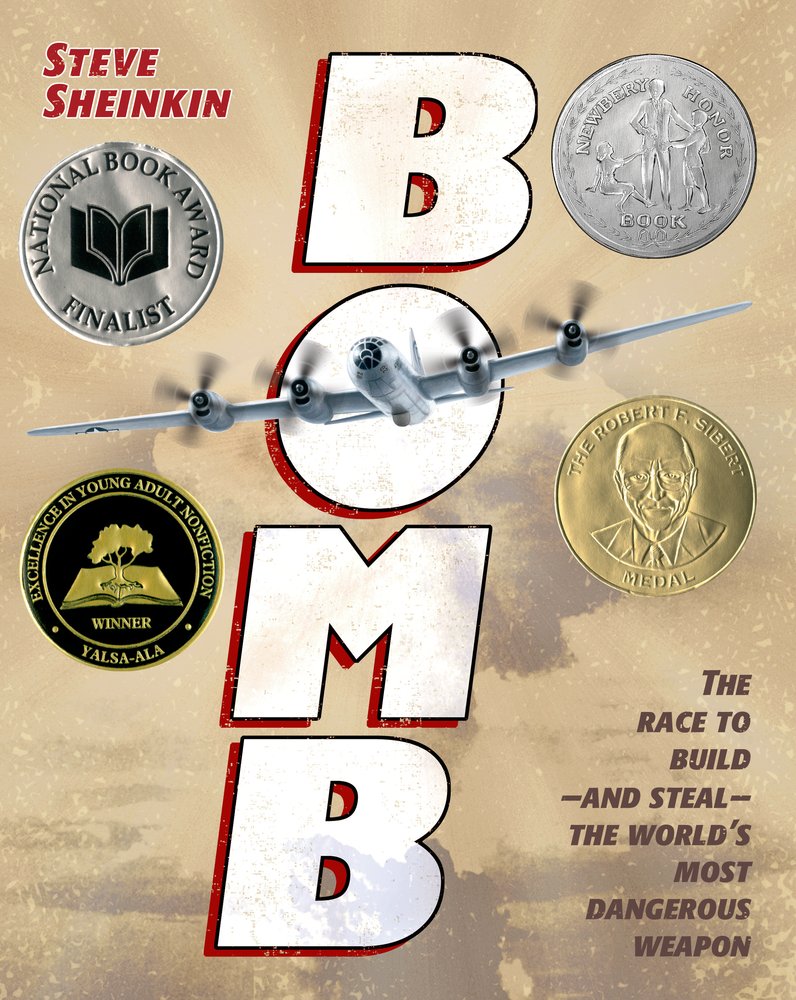 STEVE
SHEINKIN
BOMB
NATIONAL BOOK AWARD
FINALIST
NEWBERY HONOR
BOOK
EXCELLENCE IN YOUNG ADULT NONFICTION
WINNER
YALSA-ALA
THE ROBERT F. SIBERT
MEDAL
THE
RACE TO
BUILD
–AND STEAL–
THE WORLD'S
MOST
DANGEROUS
WEAPON